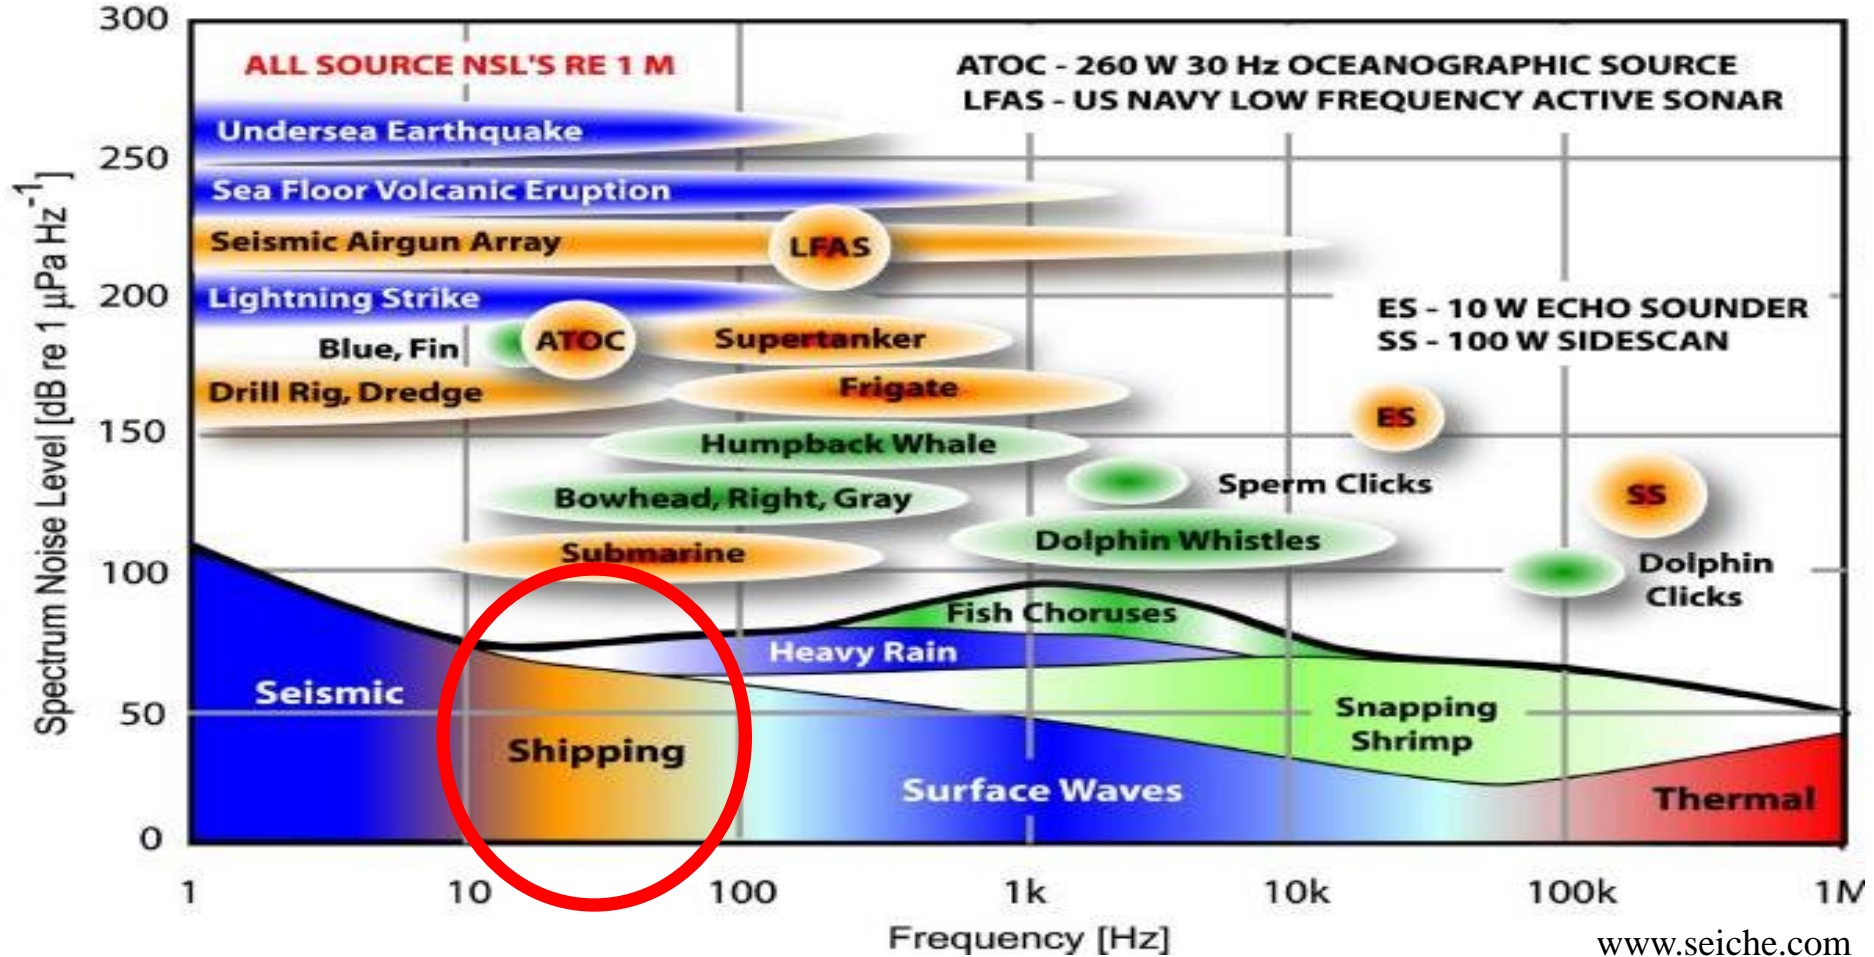 300
ALL SOURCE NSL'S RE 1 M
ATOC - 260 W 30 Hz OCEANOGRAPHIC SOURCE
LFAS - US NAVY LOW FREQUENCY ACTIVE SONAR
Undersea Earthquake
250
Sea Floor Volcanic Eruption
Seismic Airgun Array
LFAS
200
Lightning Strike
ES - 10 W ECHO SOUNDER
SS - 100 W SIDESCAN
Blue, Fin
ATOC
Supertanker
Drill Rig, Dredge
Frigate
ES
150
Humpback Whale
Sperm Clicks
Bowhead, Right, Gray
SS
Submarine
Dolphin Whistles
100
Dolphin
Clicks
Fish Choruses
Heavy Rain
Seismic
50
Snapping
Shrimp
Shipping
Surface Waves
Thermal
0
1 10 100 1k 10k 100k 1M
Frequency [Hz]
Spectrum Noise Level [dB re 1 µPa Hz⁻¹]
www.seiche.com